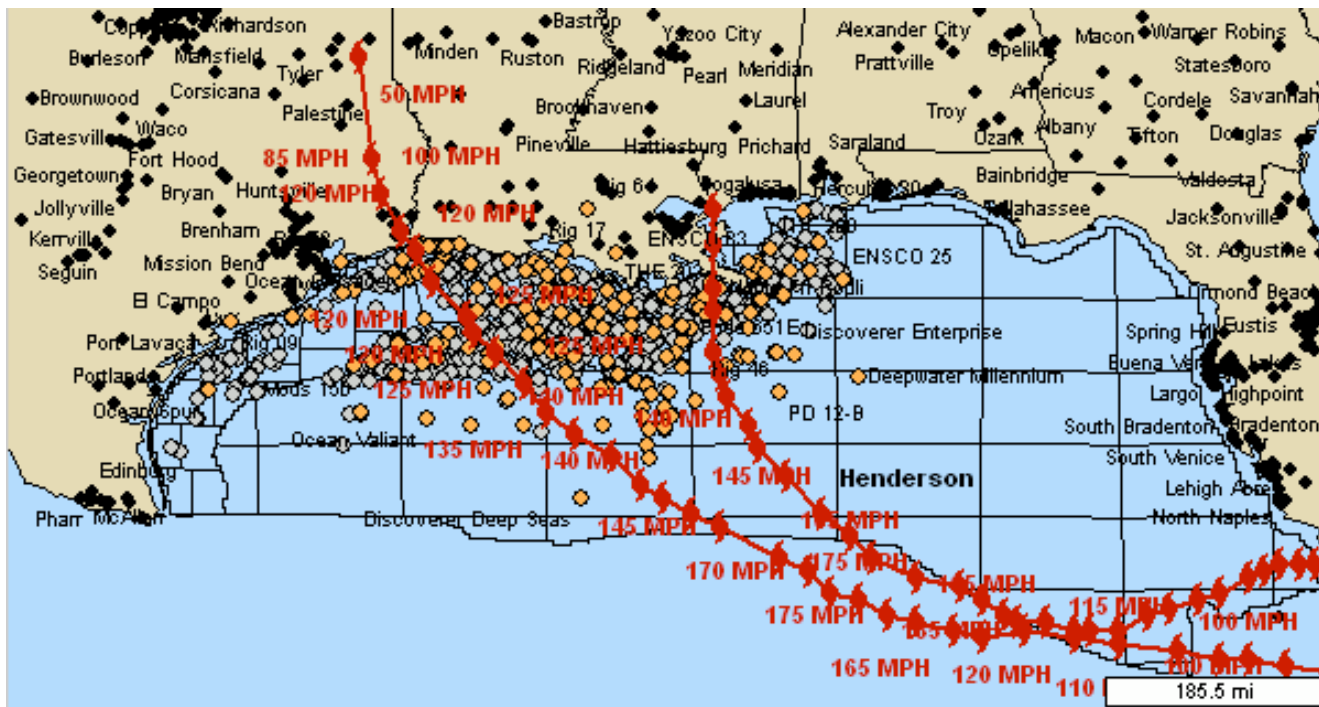 Richardson
Bastrop
Alexander City
Macon
Warner Robins
Burleson
Mansfield
Minden
Ruston
Yazoo City
Prattville
Statesboro
Tyler
Ridgeland
Pearl
Meridian
Brownwood
Corsicana
50 MPH
Americus
Savannah
Palestine
Brookhaven
Laurel
Troy
Cordele
Gatesville
Waco
Ozark
Albany
Tifton
Douglas
Fort Hood
85 MPH
100 MPH
Pineville
Hattiesburg
Prichard
Saraland
Georgetown
Bryan
Huntsville
120 MPH
Bainbridge
Valdosta
Jollyville
Brenham
120 MPH
Rig 17
Jacksonville
Kerrville
Mission Bend
ENSCO 25
St. Augustine
Seguin
El Campo
125 MPH
120 MPH
Discoverer Enterprise
Spring Hill
Eustis
Port Lavaca
120 MPH
125 MPH
Portland
125 MPH
Rig 46
Deepwater Millennium
Largo
Highpoint
140 MPH
PD 12-B
South Bradenton
Bradenton
Ocean Valiant
135 MPH
140 MPH
South Venice
Edinburg
145 MPH
Henderson
Lehigh Acres
Pharr
Discoverer Deep Seas
145 MPH
North Naples
170 MPH
175 MPH
175 MPH
115 MPH
100 MPH
165 MPH
165 MPH
120 MPH
100 MPH
110
185.5 mi